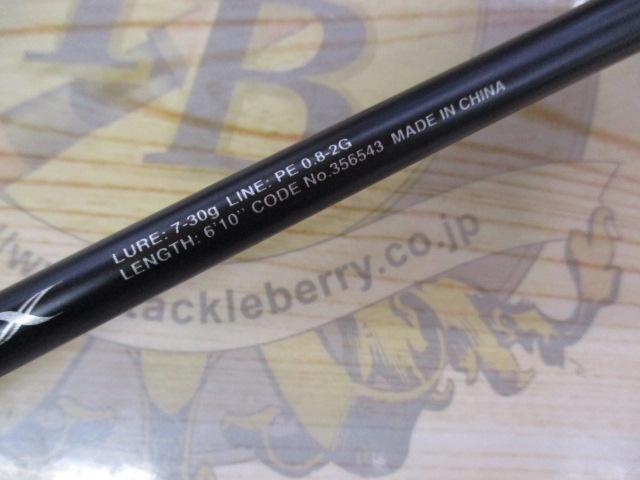 TB
LURE: 7-30g LINE: PE 0.8-2G
LENGTH: 6'10" CODE No.356543 MADE IN CHINA
//w
tackleberry.co.jp